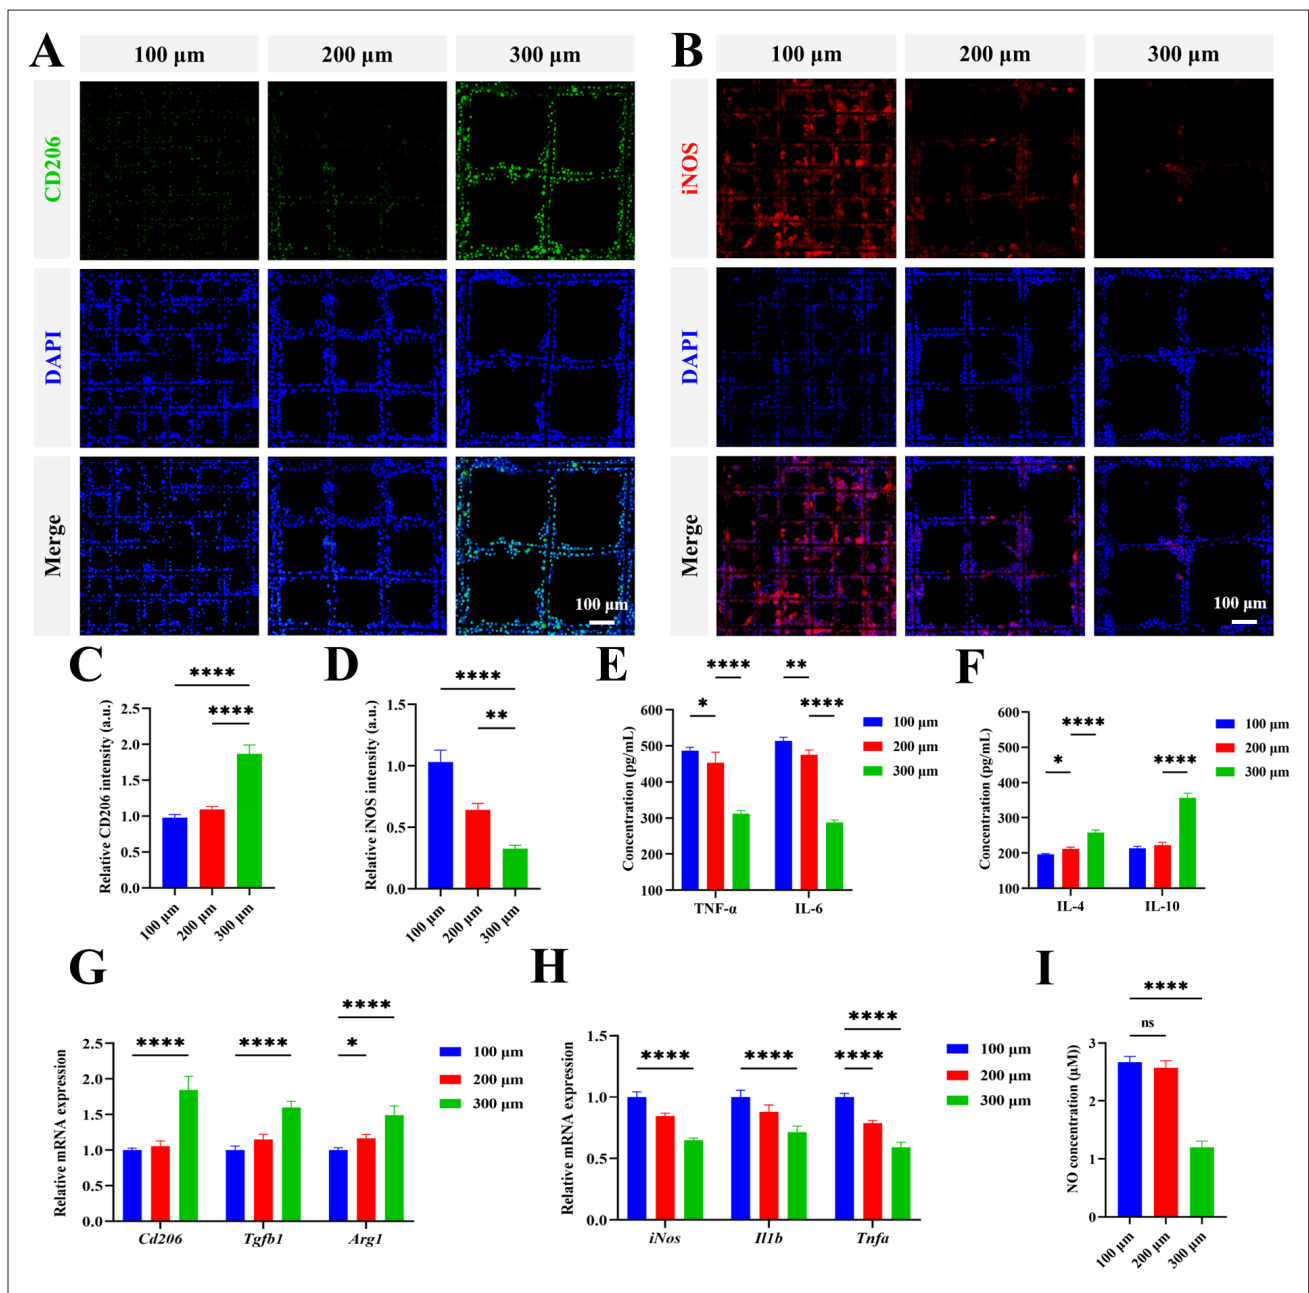 A
100 μm
200 μm
300 μm
CD206
DAPI
Merge
100 μm
B
100 μm
200 μm
300 μm
iNOS
DAPI
Merge
100 μm
C
Relative CD206 intensity (a.u.)
2.5
2.0
1.5
1.0
0.5
0.0
****
****
100 μm
200 μm
300 μm
D
Relative iNOS intensity (a.u.)
1.5
1.0
0.5
0.0
****
**
100 μm
200 μm
300 μm
E
Concentration (pg/mL)
600
500
400
300
200
100
****
*
**
****
TNF-α
IL-6
100 μm
200 μm
300 μm
F
Concentration (pg/mL)
600
500
400
300
200
100
****
*
****
IL-4
IL-10
100 μm
200 μm
300 μm
G
Relative mRNA expression
2.5
2.0
1.5
1.0
0.5
0.0
****
****
****
*
Cd206
Tgfb1
Arg1
100 μm
200 μm
300 μm
H
Relative mRNA expression
1.5
1.0
0.5
0.0
****
****
****
****
iNos
Il1b
Tnfa
100 μm
200 μm
300 μm
I
NO concentration (μM))
3
2
1
0
****
ns
100 μm
200 μm
300 μm